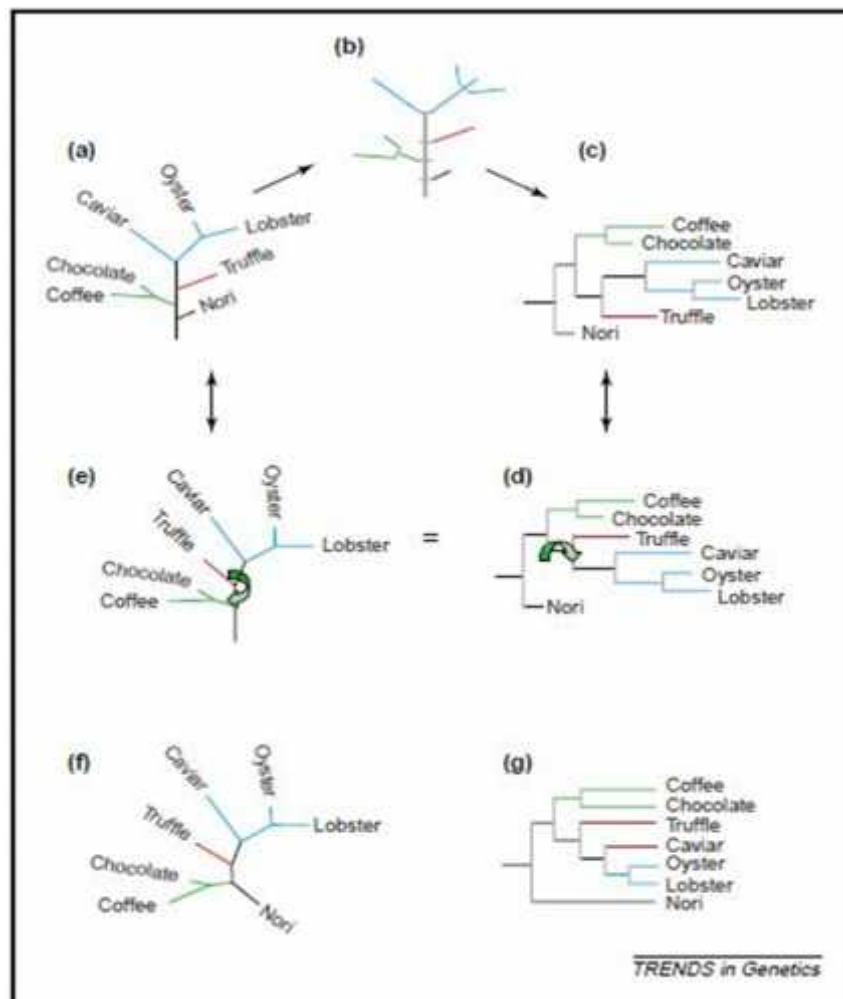 (b)
(a)
(c)
Oyster
Caviar
Lobster
Chocolate
Truffle
Coffee
Nori
Coffee
Chocolate
Caviar
Oyster
Lobster
Truffle
Nori
(e)
Caviar
Oyster
Truffle
Lobster
Chocolate
Coffee
=
(d)
Coffee
Chocolate
Truffle
Caviar
Oyster
Lobster
Nori
(f)
Caviar
Oyster
Truffle
Lobster
Chocolate
Coffee
Nori
(g)
Coffee
Chocolate
Truffle
Caviar
Oyster
Lobster
Nori
TRENDS in Genetics